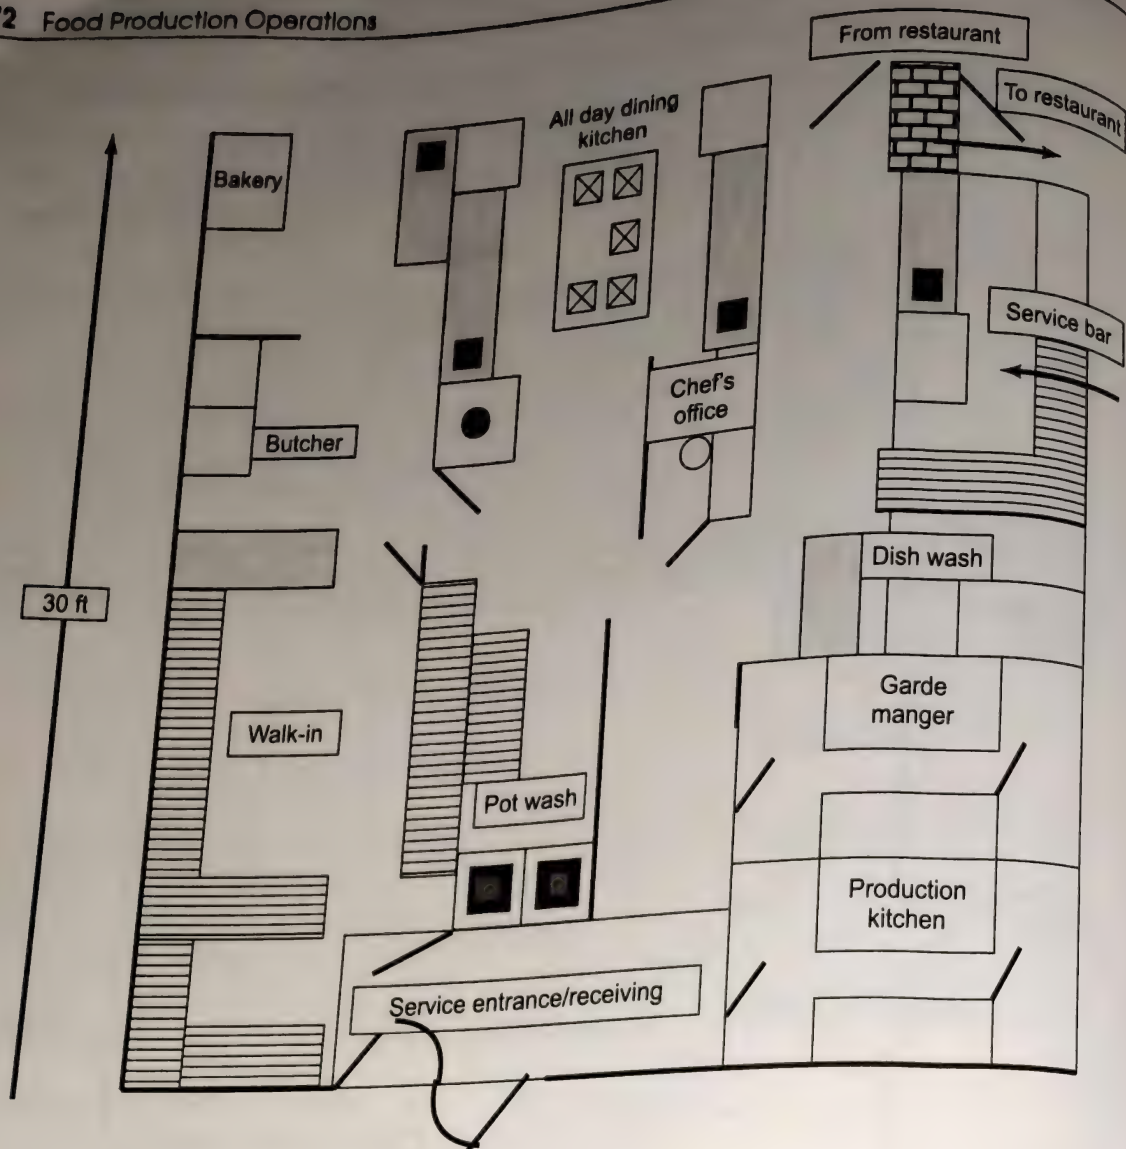 72 Food Production Operations
From restaurant
To restaurant
All day dining
kitchen
Bakery
Service bar
Chef's
office
Butcher
Dish wash
30 ft
Garde
manger
Walk-in
Pot wash
Production
kitchen
Service entrance/receiving